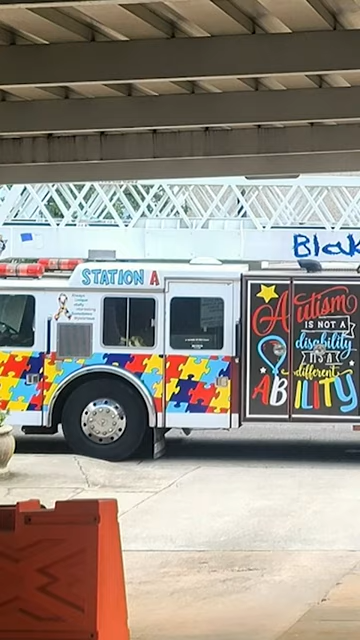 Blak
STATION A
Autism
IS NOT A
disability
IT'S A
different
ABILITY